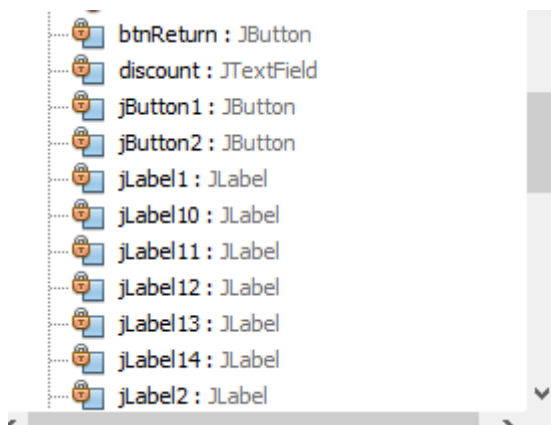 btnReturn : JButton
discount : JTextField
jButton1 : JButton
jButton2 : JButton
jLabel1 : JLabel
jLabel10 : JLabel
jLabel11 : JLabel
jLabel12 : JLabel
jLabel13 : JLabel
jLabel14 : JLabel
jLabel2 : JLabel